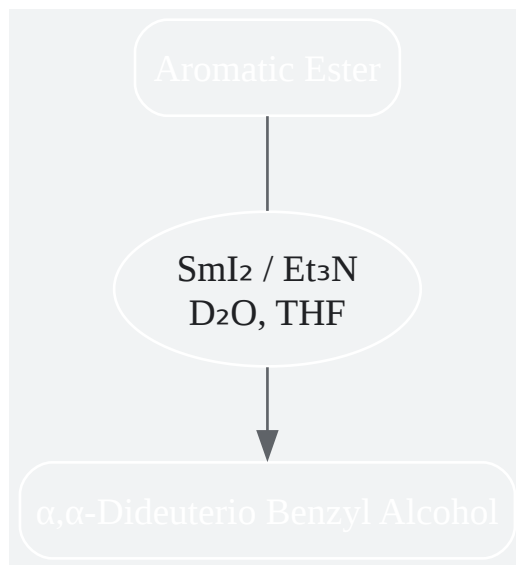 Aromatic Ester
SmI₂ / Et₃N
D₂O, THF
α,α-Dideuterio Benzyl Alcohol